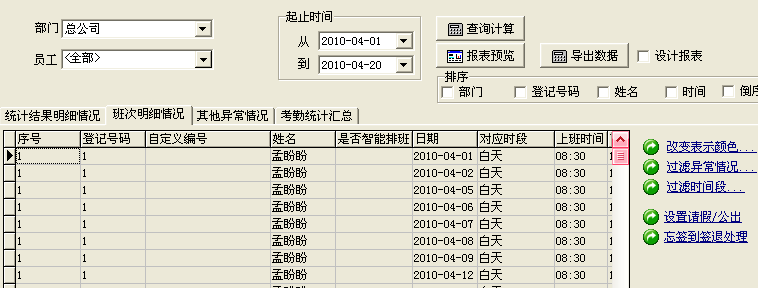 部门 总公司
员工 <全部>
起止时间
从 2010-04-01
到 2010-04-20
查询计算
报表预览 导出数据 设计报表
排序
部门 登记号码 姓名 时间 倒序
统计结果明细情况 班次明细情况 其他异常情况 考勤统计汇总
序号 登记号码 自定义编号 姓名 是否智能排班 日期 对应时段 上班时间
1 1 孟盼盼 2010-04-01 白天 08:30
1 1 孟盼盼 2010-04-02 白天 08:30
1 1 孟盼盼 2010-04-05 白天 08:30
1 1 孟盼盼 2010-04-06 白天 08:30
1 1 孟盼盼 2010-04-07 白天 08:30
1 1 孟盼盼 2010-04-08 白天 08:30
1 1 孟盼盼 2010-04-09 白天 08:30
1 1 孟盼盼 2010-04-12 白天 08:30
改变表示颜色...
过滤异常情况...
过滤时间段...
设置请假/公出
忘签到签退处理